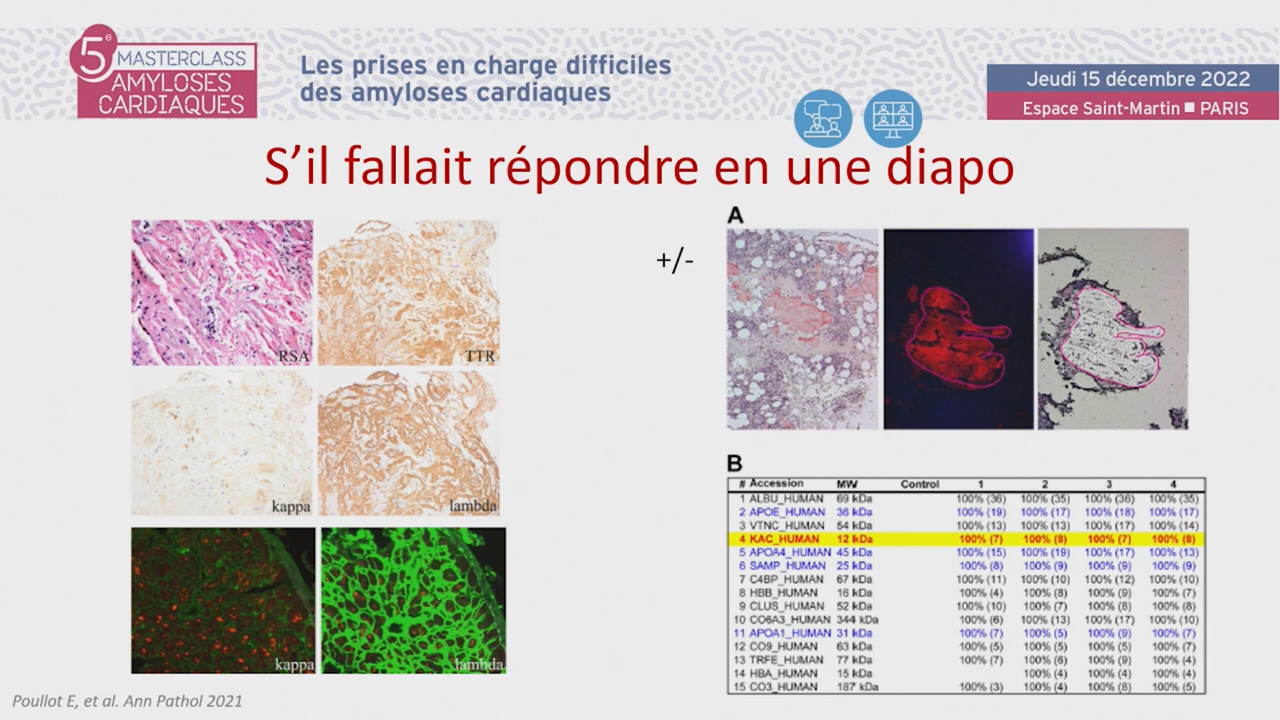 5e MASTERCLASS
AMYLOSES
CARDIAQUES
Les prises en charge difficiles
des amyloses cardiaques
Jeudi 15 décembre 2022
Espace Saint-Martin ■ PARIS
S’il fallait répondre en une diapo
RSA
TTR
kappa
lambda
kappa
lambda
+/-
A
B
# Accession MW Control 1 2 3 4
1 ALBU_HUMAN 69 kDa 100% (36) 100% (35) 100% (36) 100% (35)
2 APOE_HUMAN 36 kDa 100% (19) 100% (17) 100% (18) 100% (17)
3 VTNC_HUMAN 54 kDa 100% (13) 100% (13) 100% (17) 100% (14)
4 KAC_HUMAN 12 kDa 100% (7) 100% (8) 100% (7) 100% (8)
5 APOA4_HUMAN 45 kDa 100% (15) 100% (19) 100% (17) 100% (13)
6 SAMP_HUMAN 25 kDa 100% (8) 100% (9) 100% (9) 100% (9)
7 C4BP_HUMAN 67 kDa 100% (11) 100% (10) 100% (12) 100% (10)
8 HBB_HUMAN 16 kDa 100% (4) 100% (8) 100% (9) 100% (7)
9 CLUS_HUMAN 52 kDa 100% (10) 100% (7) 100% (8) 100% (8)
10 CO6A3_HUMAN 344 kDa 100% (6) 100% (13) 100% (17) 100% (10)
11 APOA1_HUMAN 31 kDa 100% (7) 100% (5) 100% (9) 100% (7)
12 CO9_HUMAN 63 kDa 100% (5) 100% (5) 100% (5) 100% (7)
13 TRFE_HUMAN 77 kDa 100% (7) 100% (6) 100% (9) 100% (4)
14 HBA_HUMAN 15 kDa 100% (4) 100% (4) 100% (4)
15 CO3_HUMAN 187 kDa 100% (3) 100% (4) 100% (8) 100% (5)
Poullot E, et al. Ann Pathol 2021